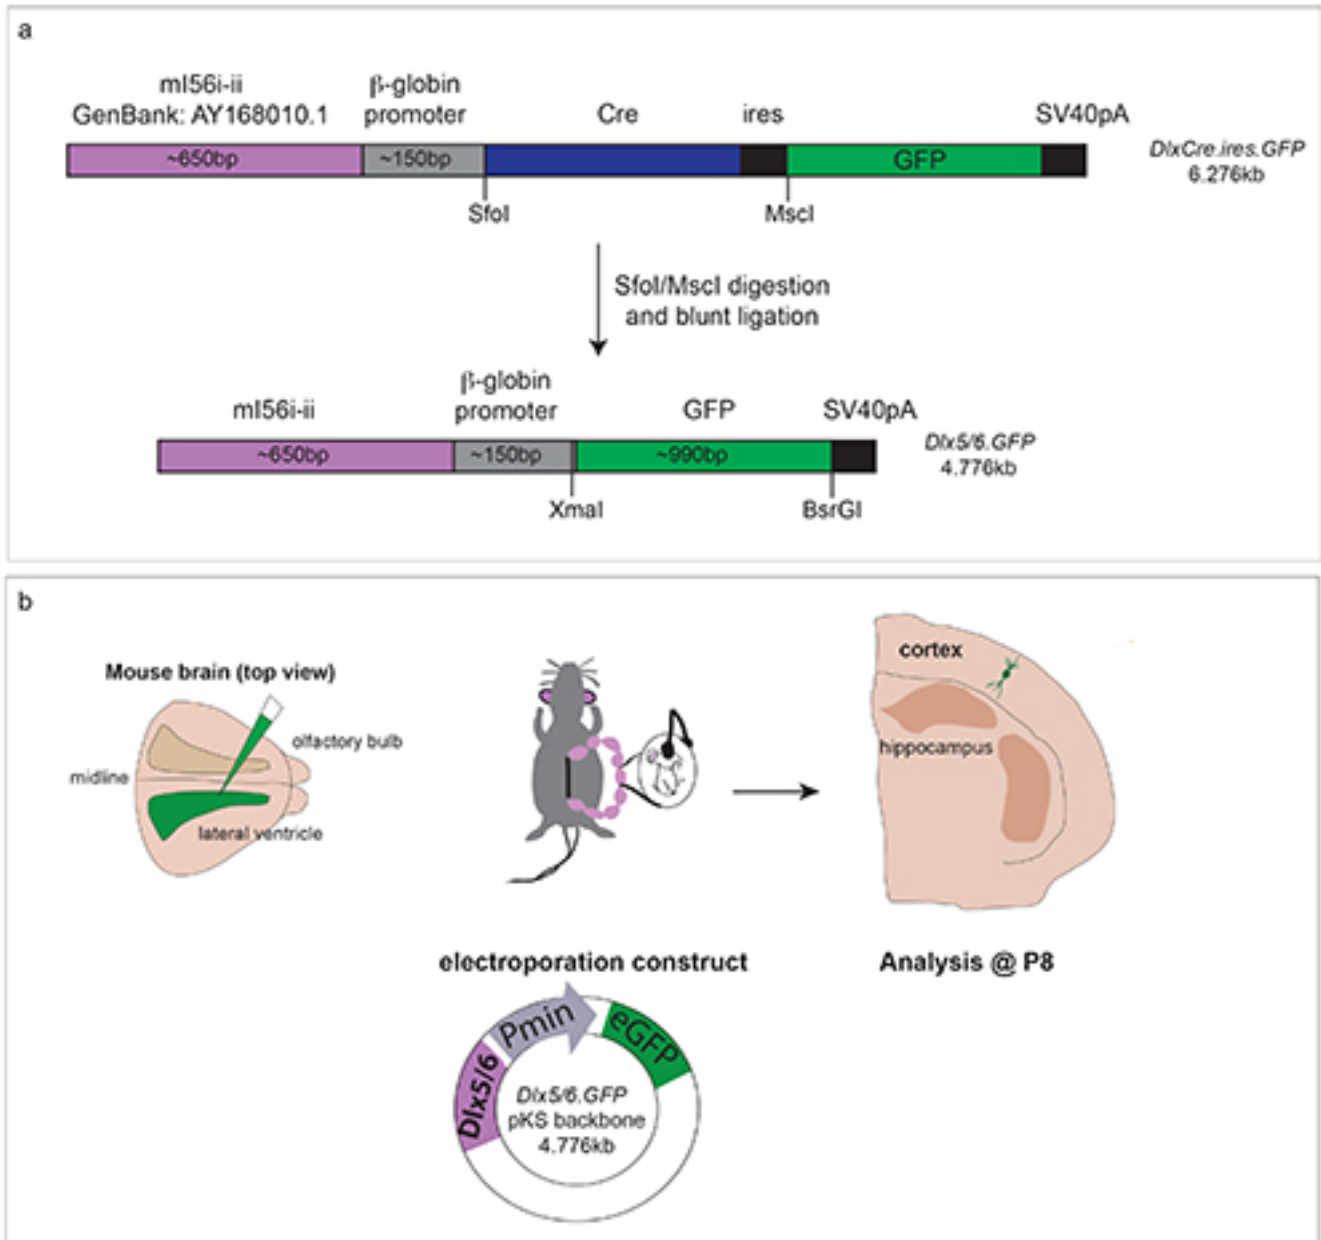 a
mI56i-ii
GenBank: AY168010.1
β-globin
promoter
Cre
ires
SV40pA
~650bp
~150bp
GFP
DlxCre.ires.GFP
6.276kb
SfoI
MscI
SfoI/MscI digestion
and blunt ligation
mI56i-ii
β-globin
promoter
GFP
SV40pA
~650bp
~150bp
~990bp
Dlx5/6.GFP
4.776kb
XmaI
BsrGI
b
Mouse brain (top view)
olfactory bulb
midline
lateral ventricle
cortex
hippocampus
electroporation construct
Analysis @ P8
Dlx5/6
Pmin
eGFP
Dlx5/6.GFP
pKS backbone
4.776kb